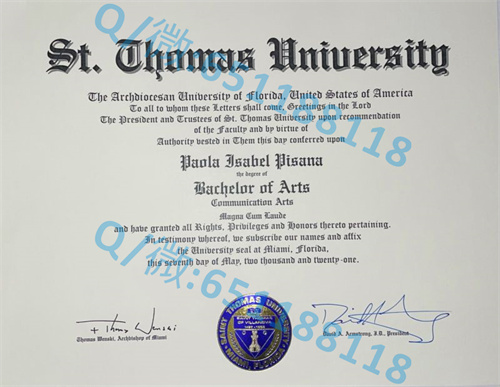 St. Thomas University
The Archdiocesan University of Florida, United States of America
To all to whom these Letters shall come, Greetings in the Lord
The President and Trustees of St. Thomas University upon recommendation
of the Faculty and by virtue of
Authority vested in Them this day conferred upon
Paola Isabel Pisana
the degree of
Bachelor of Arts
Communication Arts
Magna Cum Laude
and have granted all Rights, Privileges and Honors thereto pertaining.
In testimony whereof, we subscribe our names and affix
the University seal at Miami, Florida,
this seventh day of May, two thousand and twenty-one.
Thomas Wenski, Archbishop of Miami
David A. Armstrong, J.D., President
SAINT THOMAS UNIVERSITY
MIAMI, FLORIDA
Q/微:651488118
Q/微:651488118